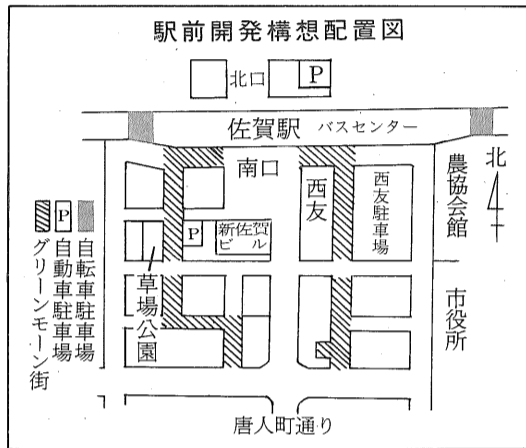 駅前開発構想配置図
北口
P
佐賀駅 バスセンター
南口
北
西友
西友駐車場
農協会館
P
新佐賀
ビル
草場公園
市役所
自転車駐車場
P 自動車駐車場
グリーンモーン街
唐人町通り